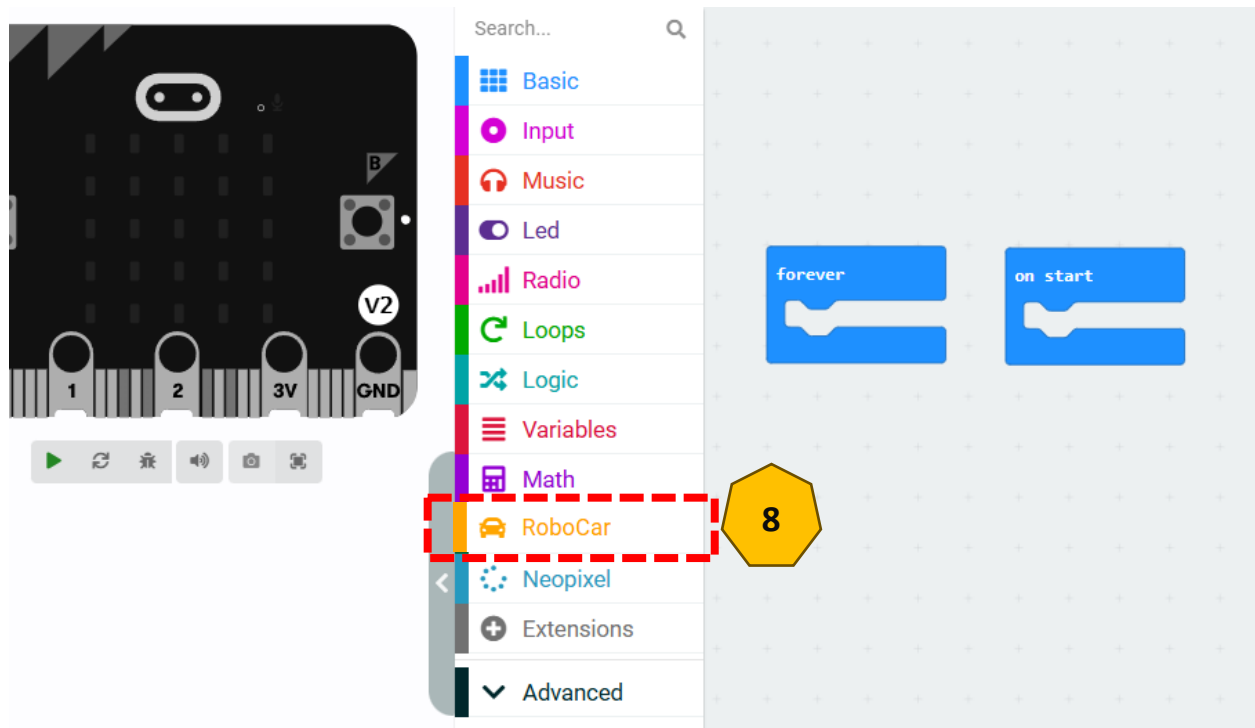 Search...
Basic
Input
Music
B
Led
Radio
V2
Loops
1 2 3V GND
Logic
Variables
Math
RoboCar
8
Neopixel
Extensions
Advanced
forever
on start